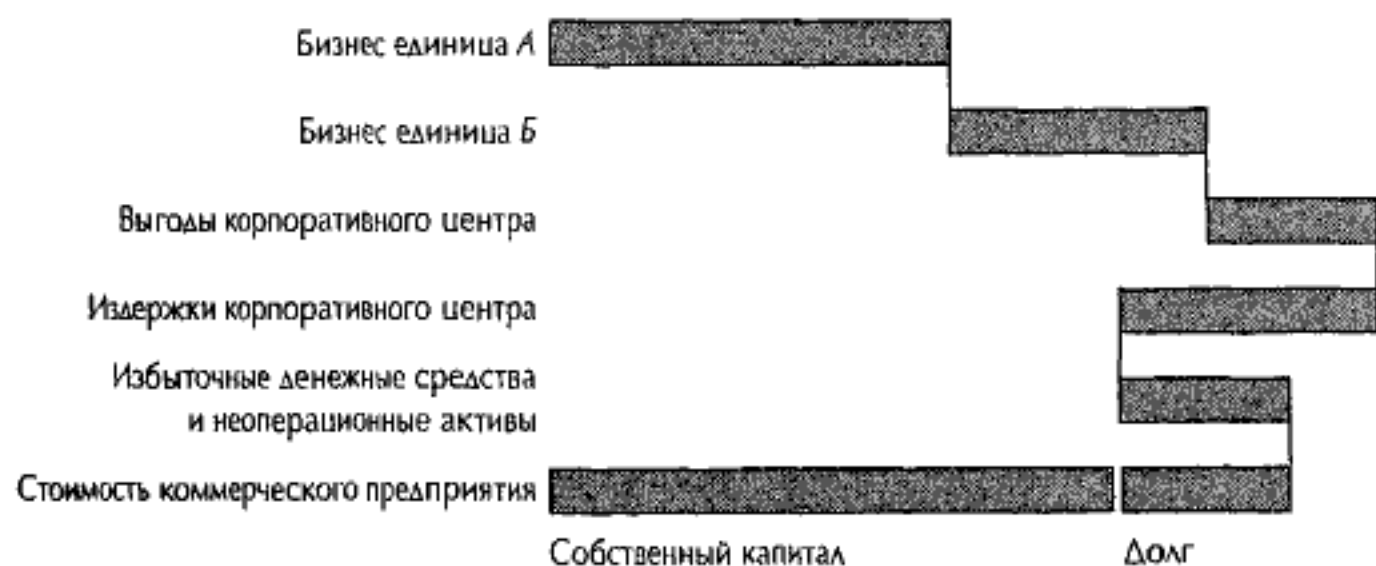 Бизнес единица А
Бизнес единица Б
Выгоды корпоративного центра
Издержки корпоративного центра
Избыточные денежные средства
и неоперационные активы
Стоимость коммерческого предприятия
Собственный капитал Долг